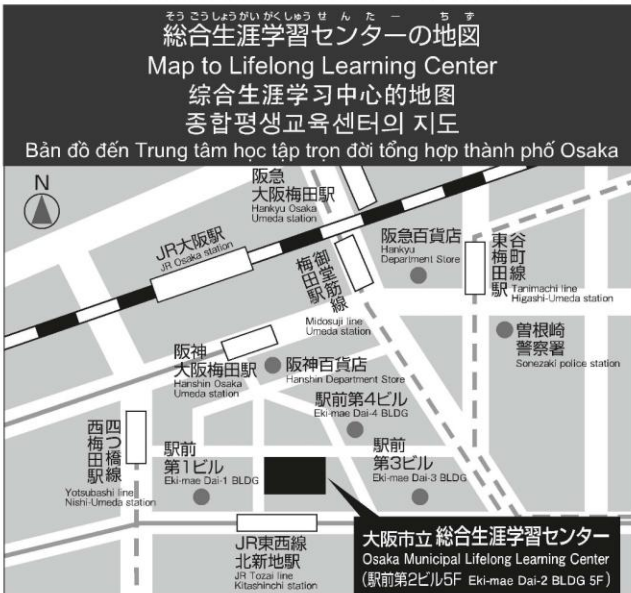 そうごうしょうがいがくしゅうせんたー　ちず
総合生涯学習センターの地図
Map to Lifelong Learning Center
综合生涯学习中心的地图
종합평생교육센터의 지도
Bản đồ đến Trung tâm học tập trọn đời tổng hợp thành phố Osaka
N
阪急
大阪梅田駅
Hankyu Osaka
Umeda station
JR大阪駅
JR Osaka station
御堂筋線
梅田駅
Midosuji line
Umeda station
阪急百貨店
Hankyu
Department Store
谷町線
東梅田駅
Tanimachi line
Higashi-Umeda station
曽根崎
警察署
Sonezaki police station
阪神
大阪梅田駅
Hanshin Osaka
Umeda station
阪神百貨店
Hanshin Department Store
駅前第4ビル
Eki-mae Dai-4 BLDG
四つ橋線
西梅田駅
Yotsubashi line
Nishi-Umeda station
駅前
第1ビル
Eki-mae Dai-1 BLDG
駅前
第3ビル
Eki-mae Dai-3 BLDG
JR東西線
北新地駅
JR Tozai line
Kitashinchi station
大阪市立 総合生涯学習センター
Osaka Municipal Lifelong Learning Center
(駅前第2ビル5F Eki-mae Dai-2 BLDG 5F)